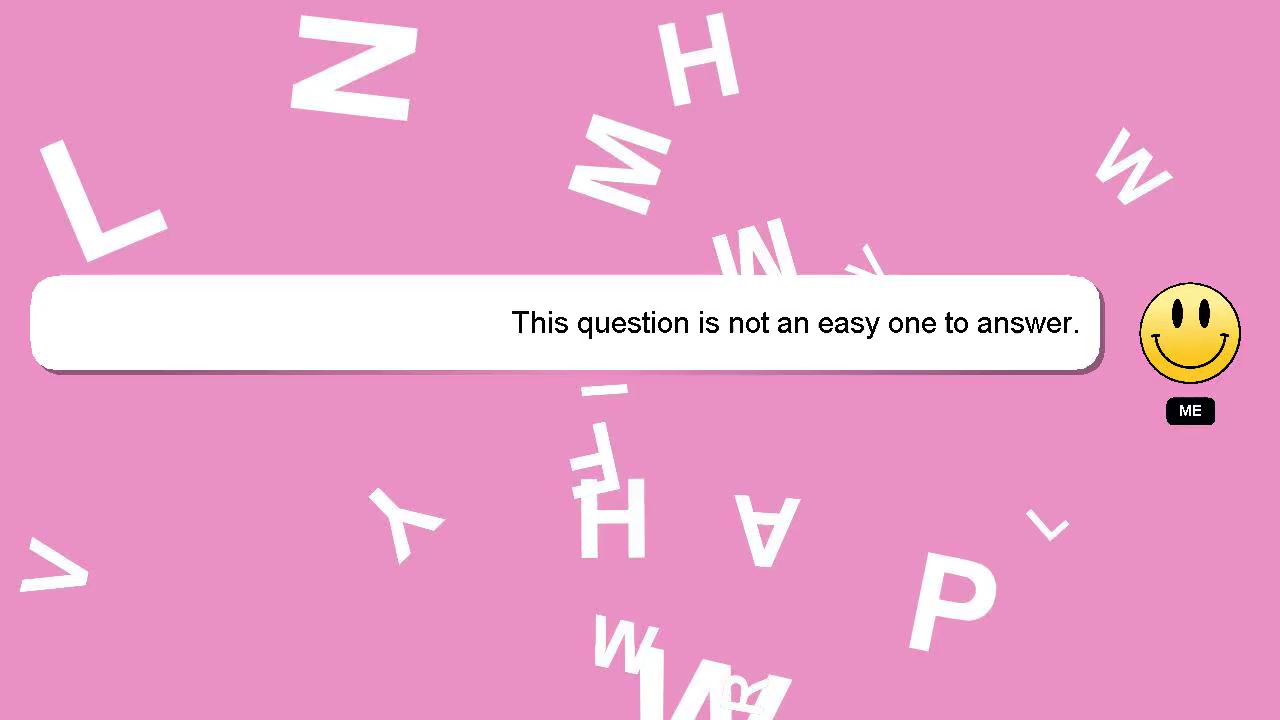 Z
H
M
L
W
W
V
This question is not an easy one to answer.
ME
I
F
H
Y
A
L
V
P
W
W
R